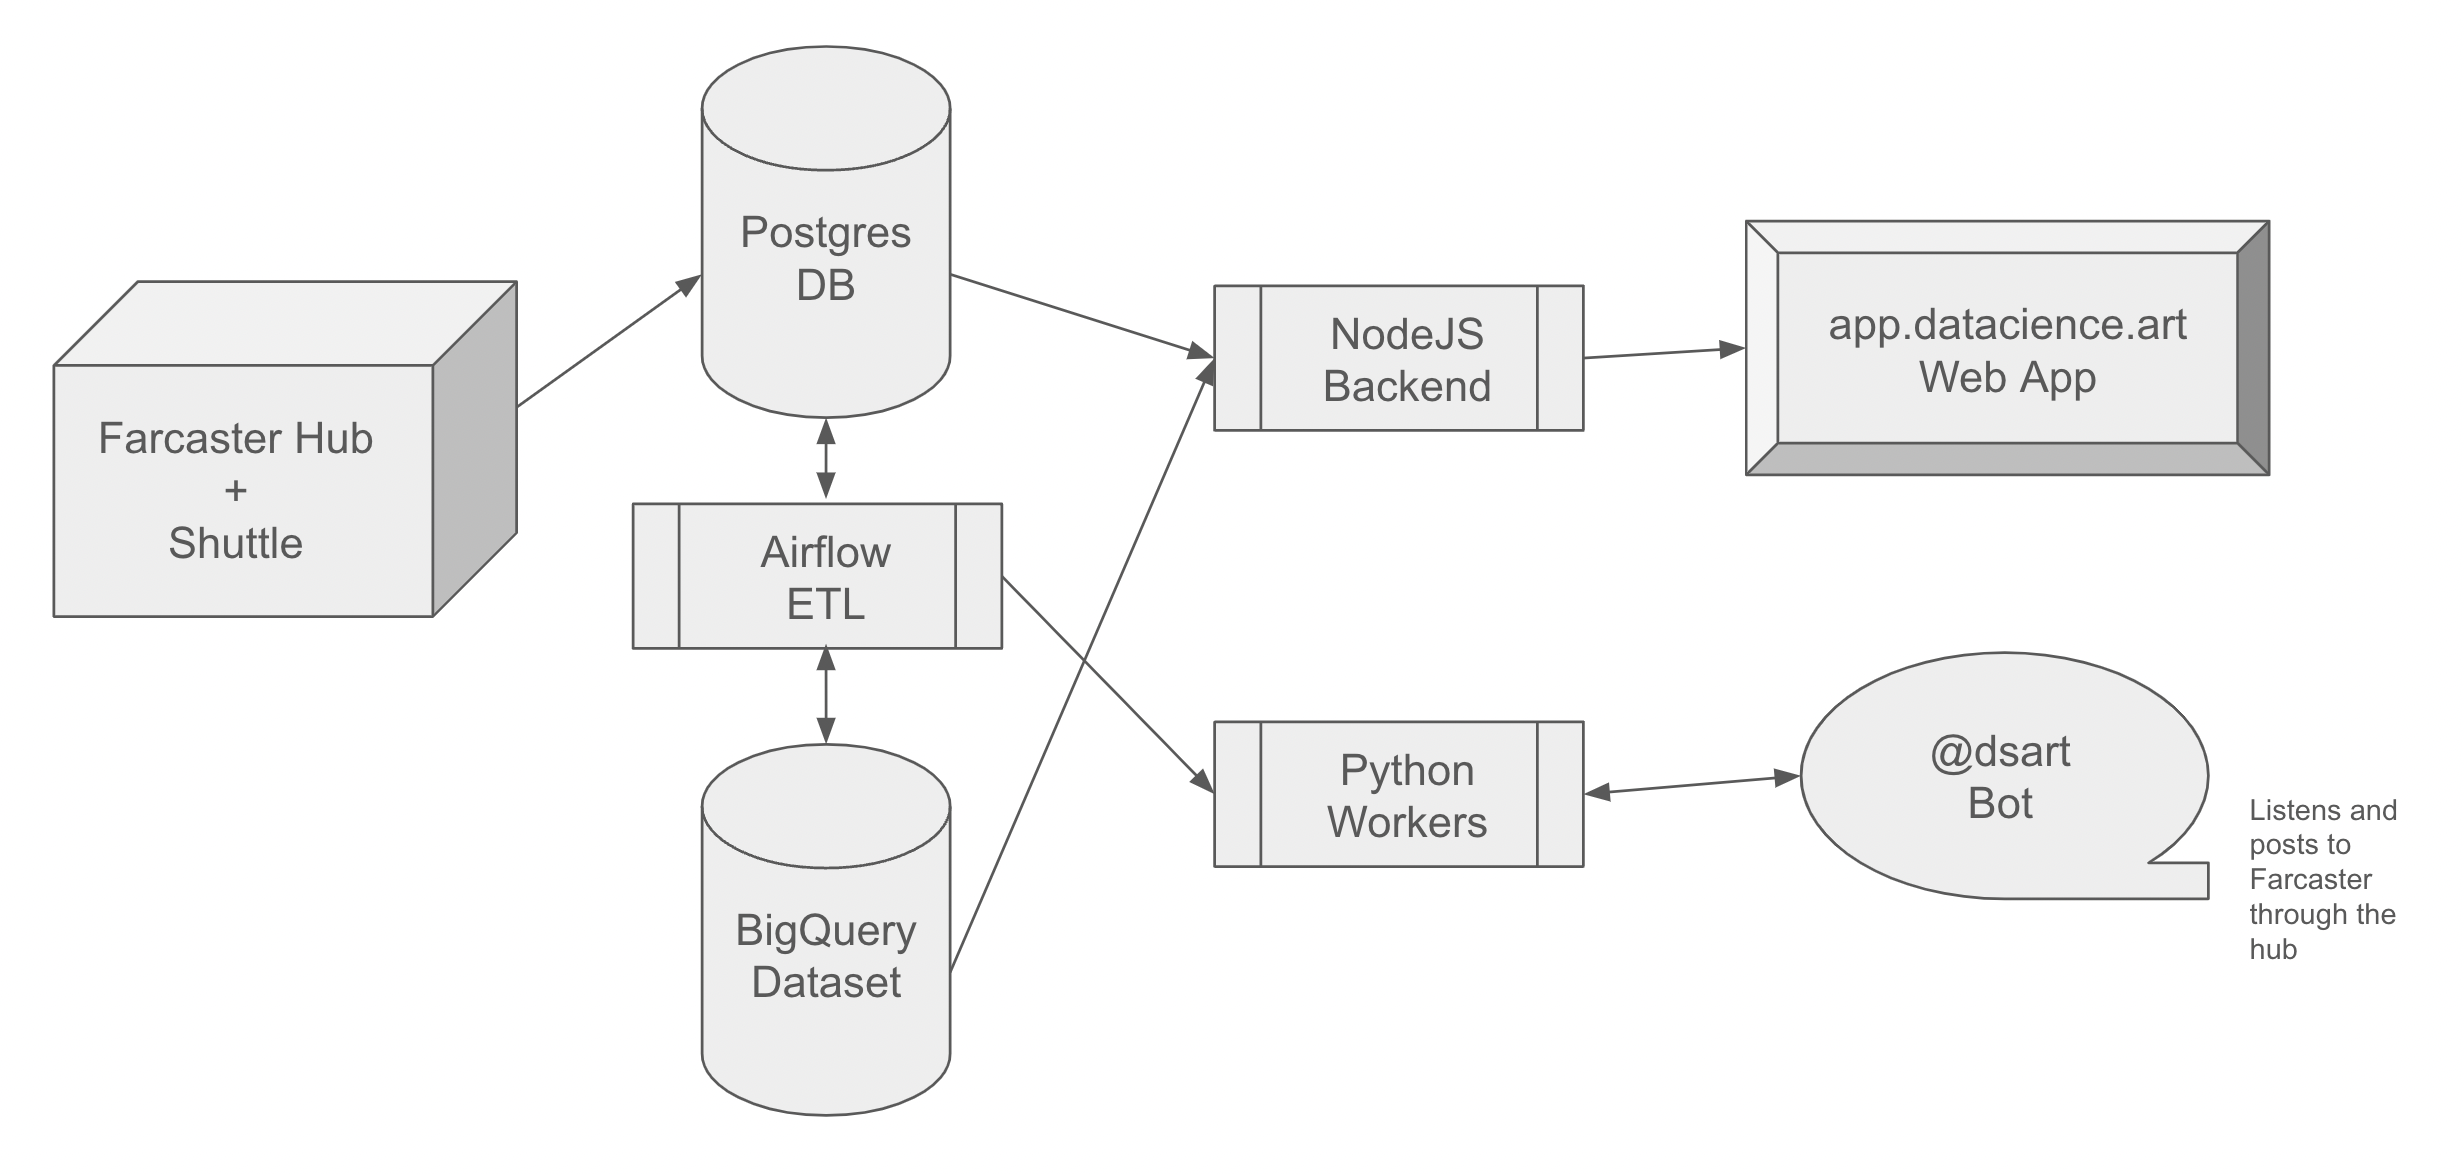 Farcaster Hub
+
Shuttle
Postgres
DB
Airflow
ETL
BigQuery
Dataset
NodeJS
Backend
Python
Workers
app.datacience.art
Web App
@dsart
Bot
Listens and
posts to
Farcaster
through the
hub